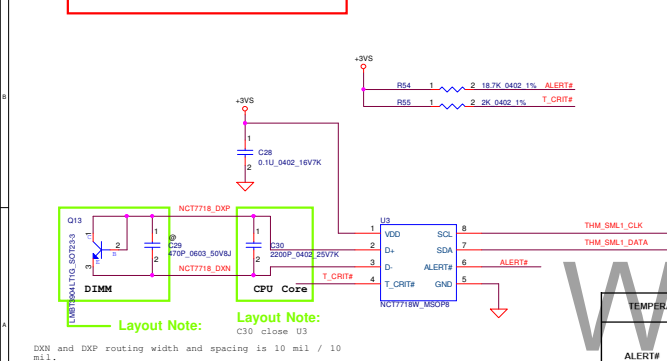 B
+3VS
R54 1 2 18.7K_0402_1% ALERT#
R55 1 2 2K_0402_1% T_CRIT#
+3VS
1
C28
0.1U_0402_16V7K
2
NCT7718_DXP
Q13
1
2
B
3
E
LMBT3904LT1G_SOT23-3
1
@
C29
470P_0603_50V8J
2
1
C30
2200P_0402_25V7K
2
NCT7718_DXN
DIMM
CPU Core
T_CRIT#
U3
1 VDD SCL 8 THM_SML1_CLK
2 D+ SDA 7 THM_SML1_DATA
3 D- ALERT# 6 ALERT#
4 T_CRIT# GND 5
NCT7718W_MSOP8
Layout Note:
Layout Note:
C30 close U3
DXN and DXP routing width and spacing is 10 mil / 10
mil.
A
W
TEMPERA
ALERT#